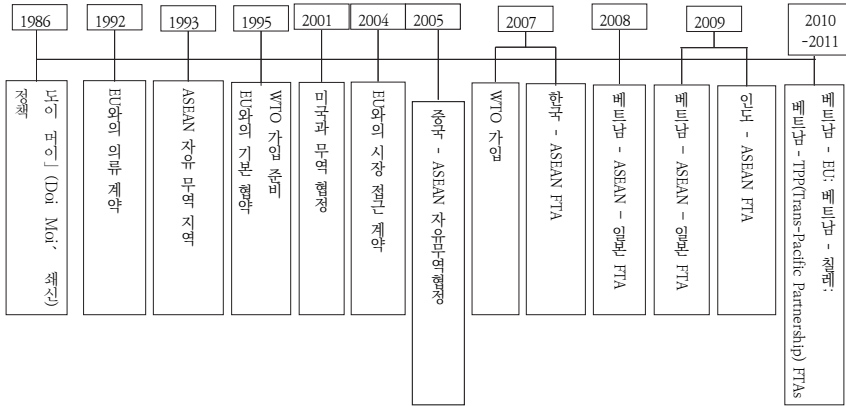 1986
1992
1993
1995
2001
2004
2005
2007
2008
2009
2010
-2011
도이 머이」(Doi Moi、 쇄신)
정책
EU와의 의류 계약
ASEAN 자유 무역 지역
WTO 가입 준비
EU와의 기본 협약
미국과 무역 협정
EU와의 시장 접근 계약
중국 - ASEAN 자유무역협정
WTO 가입
한국 - ASEAN FTA
베트남 - ASEAN - 일본 FTA
베트남 - ASEAN - 일본 FTA
인도 - ASEAN FTA
베트남 - EU; 베트남 - 칠레;
베트남 - TPP(Trans-Pacific Partnership) FTAs